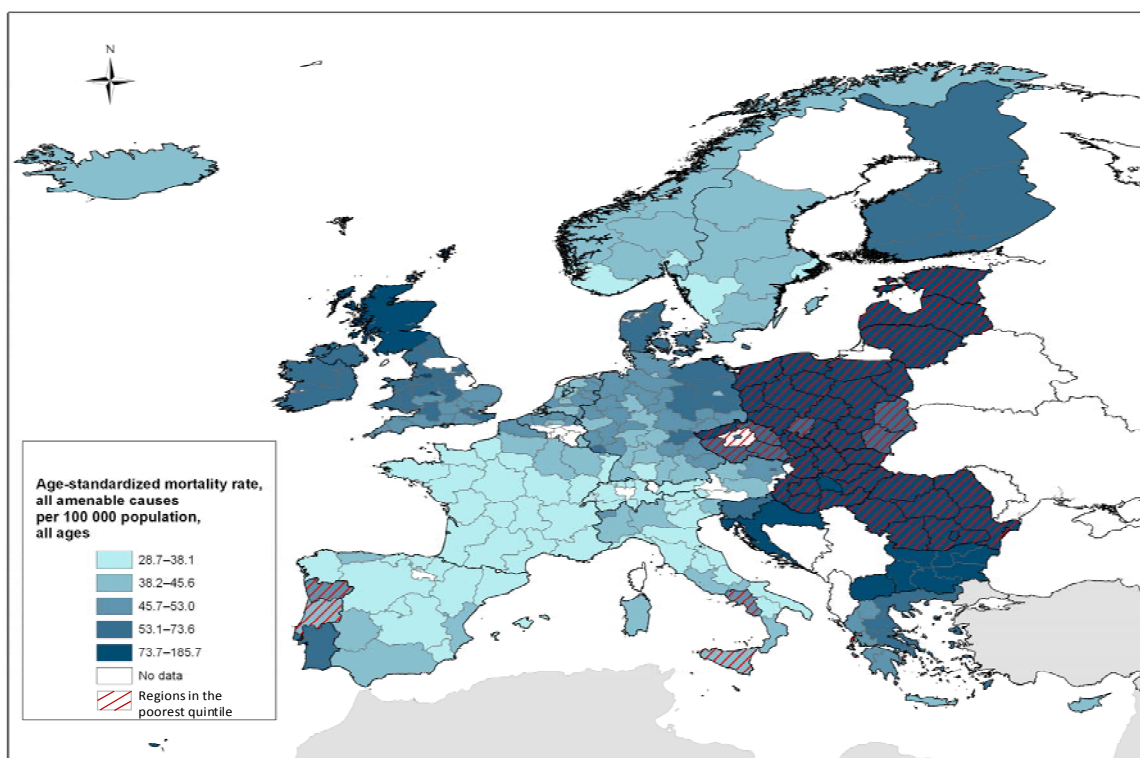 N
Age-standardized mortality rate,
all amenable causes
per 100 000 population,
all ages
28.7–38.1
38.2–45.6
45.7–53.0
53.1–73.6
73.7–185.7
No data
Regions in the
poorest quintile